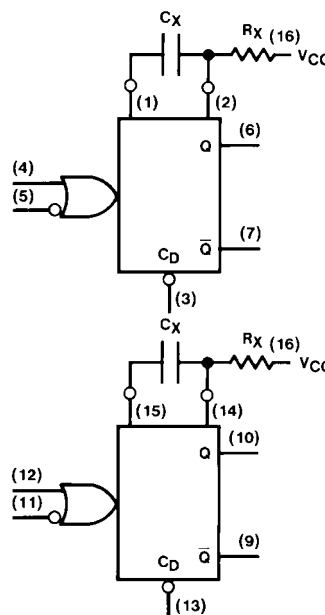 CX
RX (16)
VCC
(1) (2)
Q (6)
(4)
(5)
Q̅ (7)
CD
(3)
CX
RX (16)
VCC
(15) (14)
Q (10)
(12)
(11)
Q̅ (9)
CD
(13)